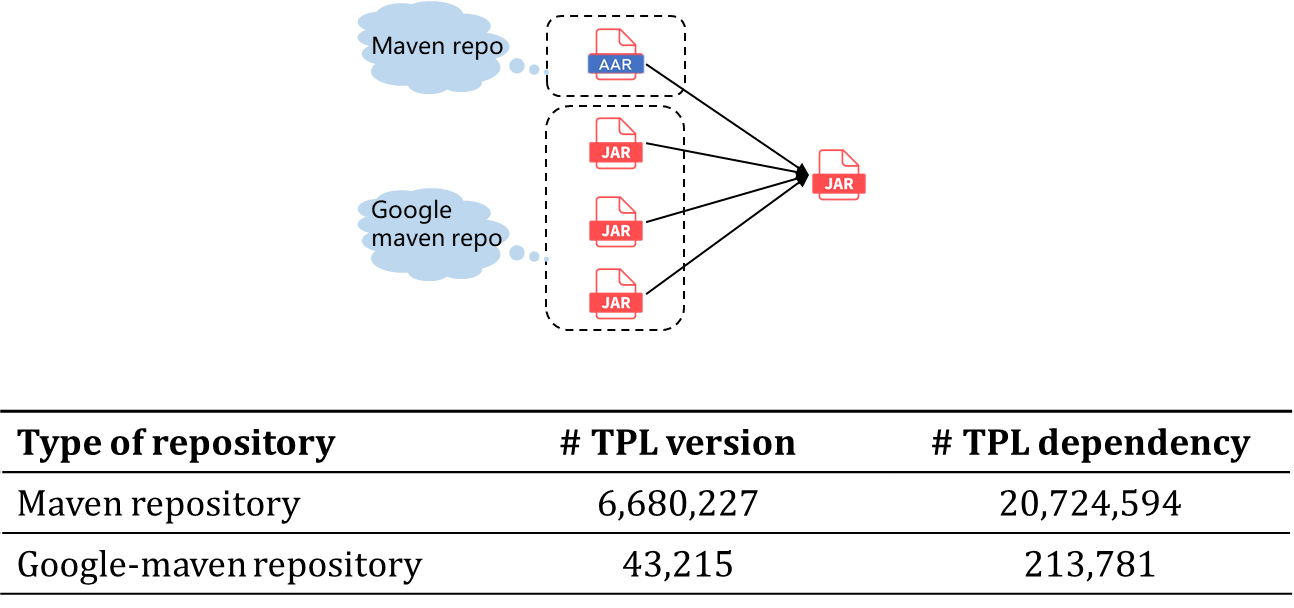 Maven repo
AAR
JAR
JAR
Google
maven repo
JAR
JAR
Type of repository # TPL version # TPL dependency
Maven repository 6,680,227 20,724,594
Google-maven repository 43,215 213,781